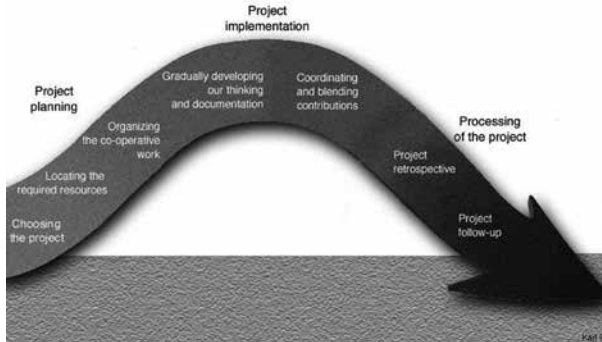 Project
implementation
Project
planning
Gradually developing
our thinking
and documentation
Coordinating
and blending
contributions
Organizing
the co-operative
work
Processing
of the project
Locating the
required resources
Project
retrospective
Choosing
the project
Project
follow-up